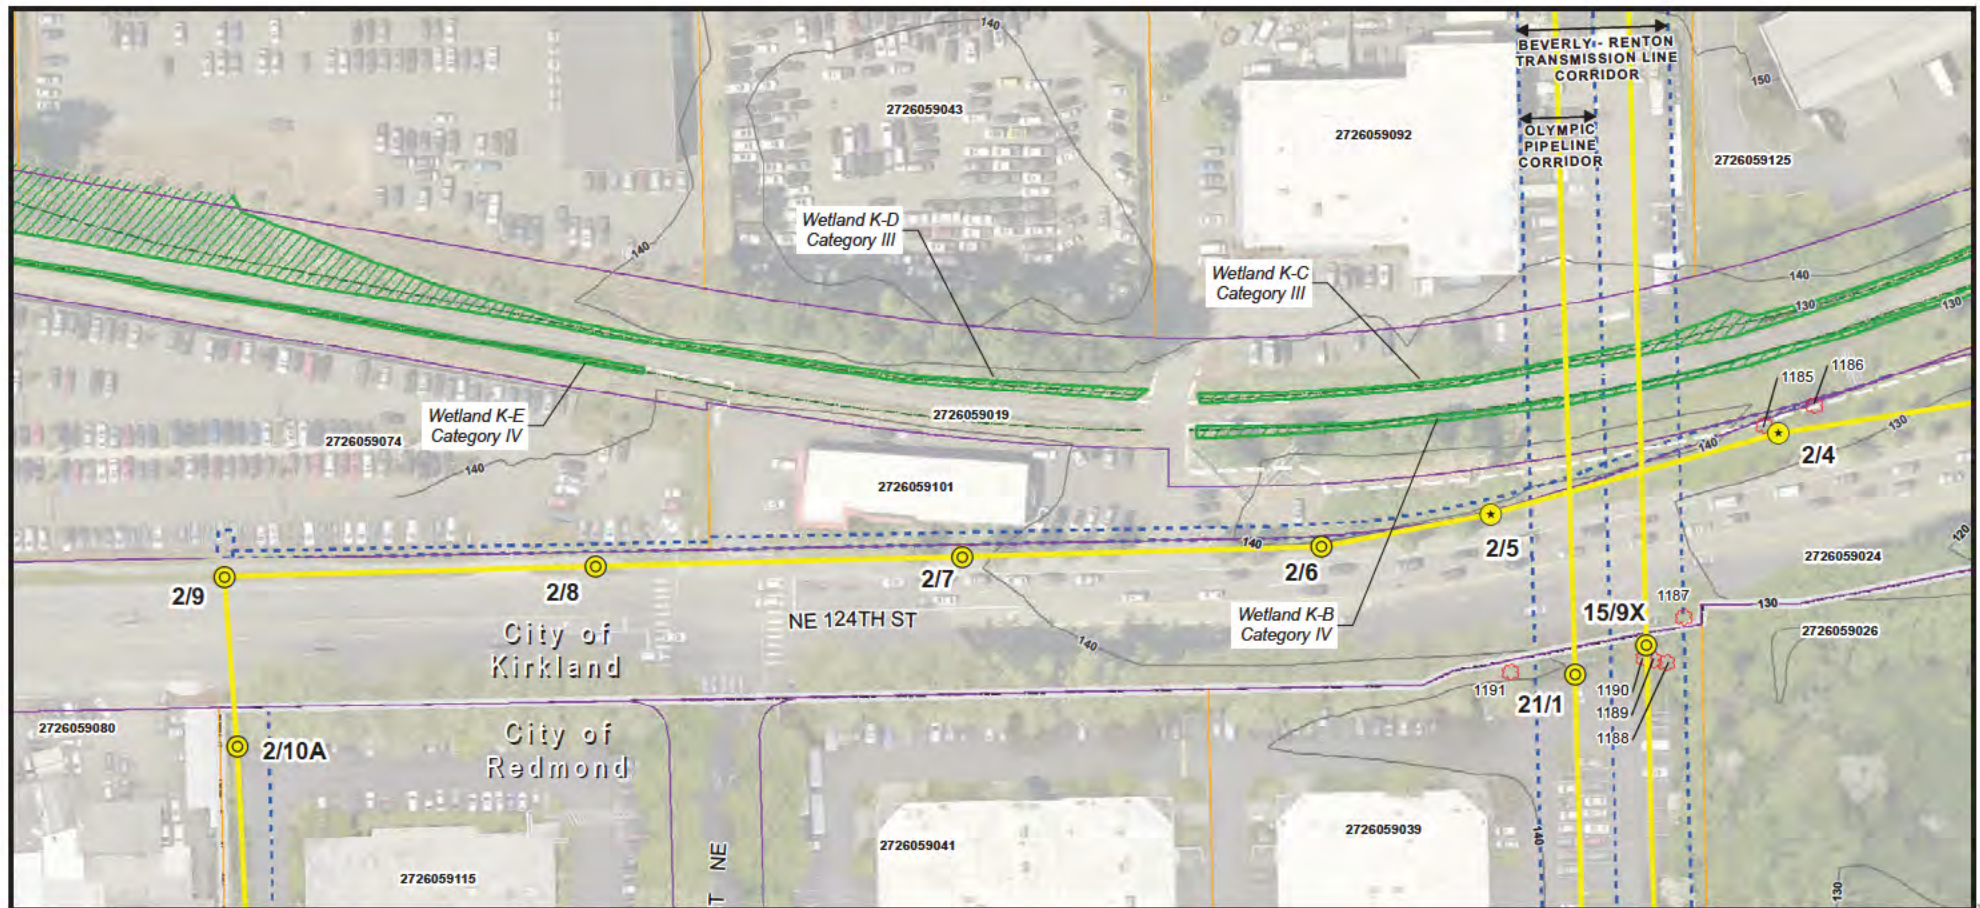 140
BEVERLY - RENTON
TRANSMISSION LINE
CORRIDOR
150
2726059043
2726059092
OLYMPIC
PIPELINE
CORRIDOR
2726059125
Wetland K-D
Category III
140
Wetland K-C
Category III
140
130
130
1186
1185
Wetland K-E
Category IV
2726059019
2726059074
140
140
130
2/4
2726059101
2/5
140
2/6
2/7
2/8
2/9
120
2726059024
NE 124TH ST
City of
Kirkland
Wetland K-B
Category IV
1187
130
15/9X
2726059026
140
1191
21/1
1190
1189
1188
2726059080
2/10A
City of
Redmond
2726059115
T NE
2726059041
2726059039
140
130